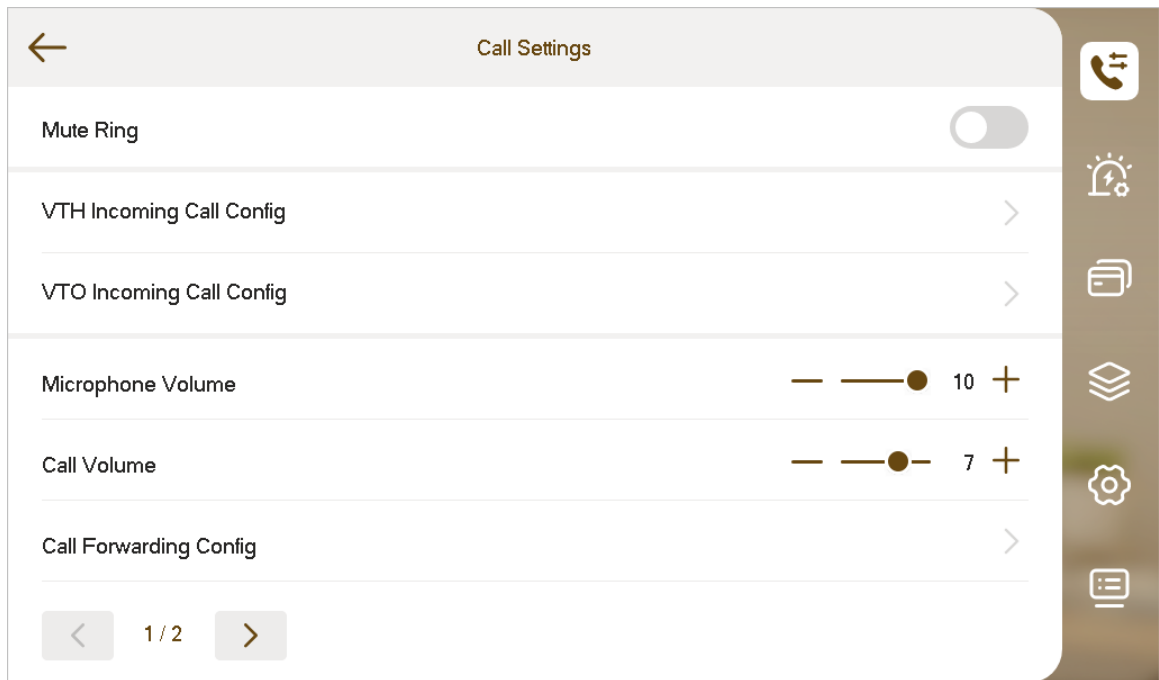 Call Settings
Mute Ring
VTH Incoming Call Config
VTO Incoming Call Config
Microphone Volume 10
Call Volume 7
Call Forwarding Config
1 / 2